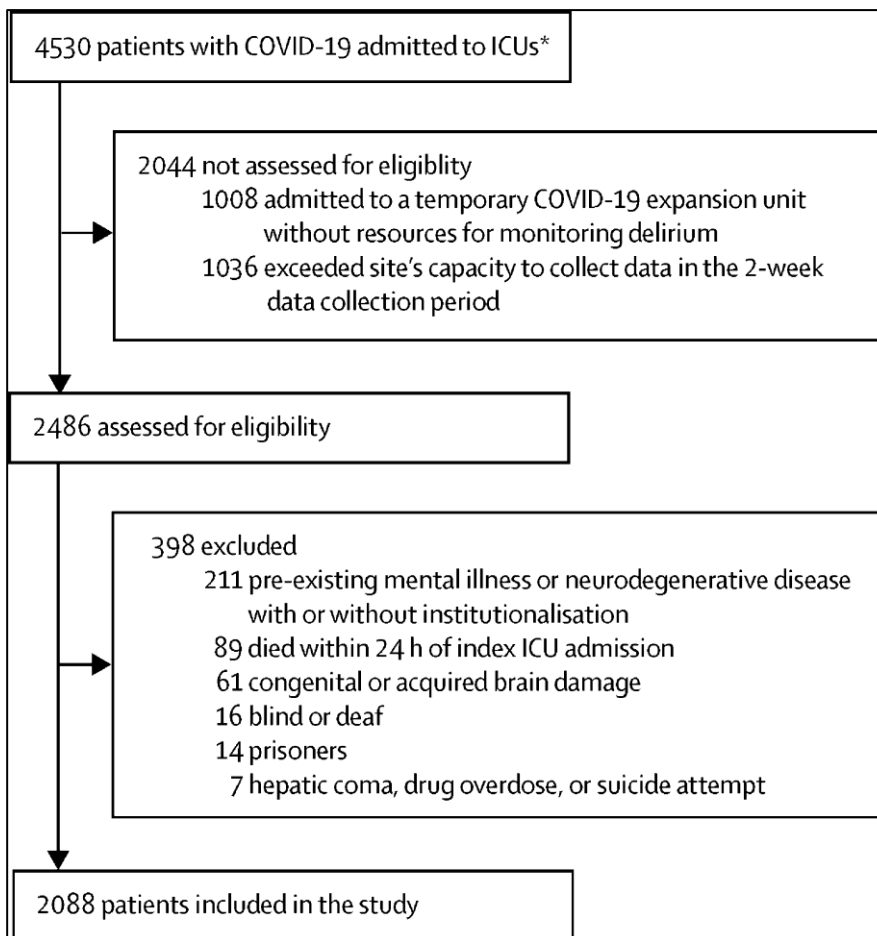 4530 patients with COVID-19 admitted to ICUs*
2044 not assessed for eligiblity
1008 admitted to a temporary COVID-19 expansion unit
without resources for monitoring delirium
1036 exceeded site's capacity to collect data in the 2-week
data collection period
2486 assessed for eligibility
398 excluded
211 pre-existing mental illness or neurodegenerative disease
with or without institutionalisation
89 died within 24 h of index ICU admission
61 congenital or acquired brain damage
16 blind or deaf
14 prisoners
7 hepatic coma, drug overdose, or suicide attempt
2088 patients included in the study